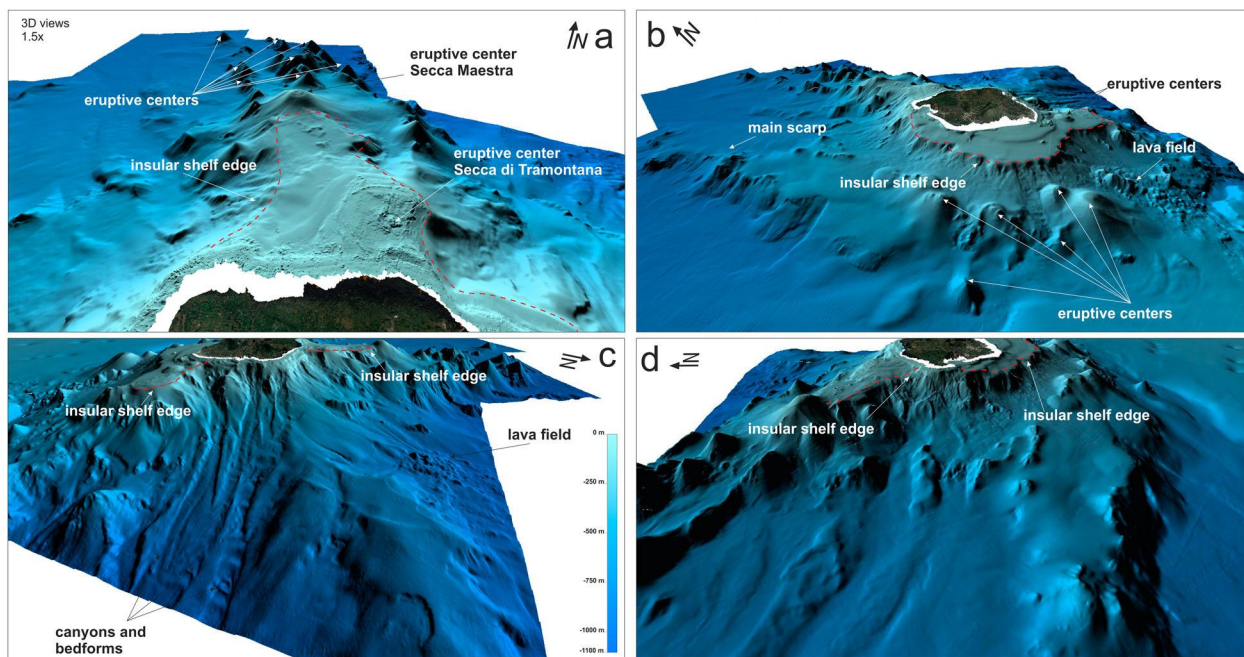 3D views
1.5x
N a
eruptive center
Secca Maestra
eruptive centers
insular shelf edge
eruptive center
Secca di Tramontana
b N
eruptive centers
main scarp
lava field
insular shelf edge
eruptive centers
N c
insular shelf edge
insular shelf edge
lava field
0 m
-250 m
-500 m
-750 m
-1000 m
-1100 m
canyons and
bedforms
d N
insular shelf edge
insular shelf edge